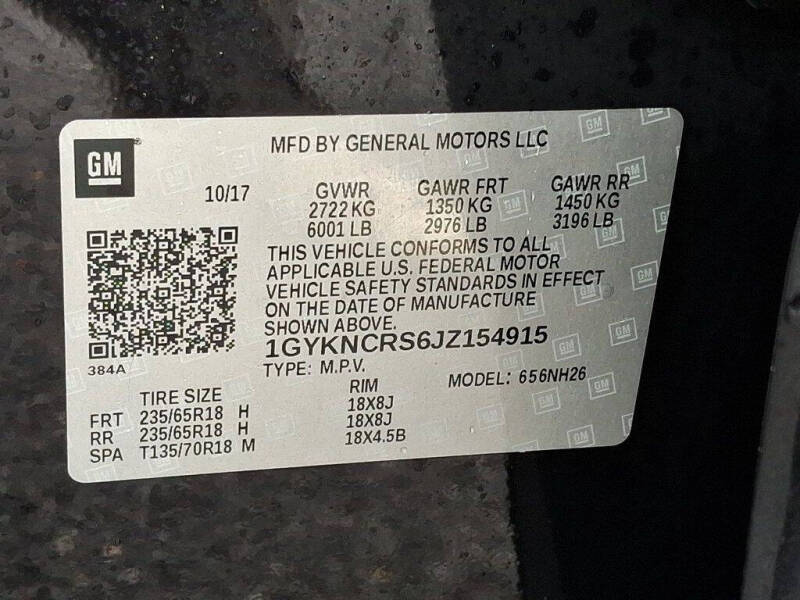 GM
MFD BY GENERAL MOTORS LLC
10/17
GVWR GAWR FRT GAWR RR
2722 KG 1350 KG 1450 KG
6001 LB 2976 LB 3196 LB
THIS VEHICLE CONFORMS TO ALL
APPLICABLE U.S. FEDERAL MOTOR
VEHICLE SAFETY STANDARDS IN EFFECT
ON THE DATE OF MANUFACTURE
SHOWN ABOVE.
384A
1GYKNCRS6JZ154915
TYPE: M.P.V. MODEL: 656NH26
TIRE SIZE RIM
FRT 235/65R18 H 18X8J
RR 235/65R18 H 18X8J
SPA T135/70R18 M 18X4.5B